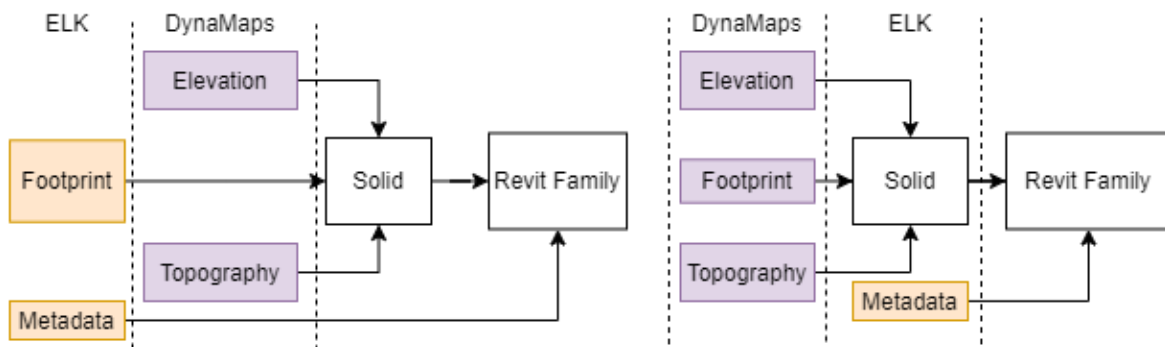 ELK
DynaMaps
Elevation
Footprint
Solid
Revit Family
Topography
Metadata
DynaMaps
ELK
Elevation
Footprint
Solid
Revit Family
Topography
Metadata